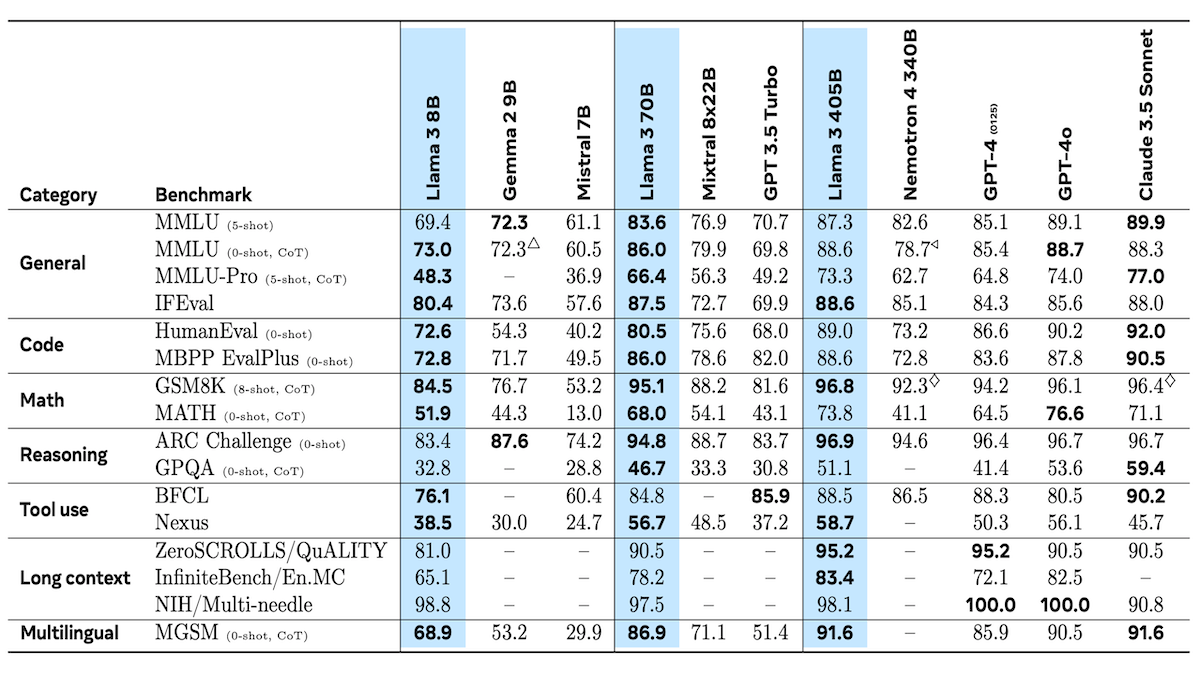 Category Benchmark Llama 3 8B Gemma 2 9B Mistral 7B Llama 3 70B Mixtral 8x22B GPT 3.5 Turbo Llama 3 405B Nemotron 4 340B GPT-4 (0125) GPT-4o Claude 3.5 Sonnet
General
MMLU (5-shot) 69.4 72.3 61.1 83.6 76.9 70.7 87.3 82.6 85.1 89.1 89.9
MMLU (0-shot, CoT) 73.0 72.3△ 60.5 86.0 79.9 69.8 88.6 78.7◁ 85.4 88.7 88.3
MMLU-Pro (5-shot, CoT) 48.3 – 36.9 66.4 56.3 49.2 73.3 62.7 64.8 74.0 77.0
IFEval 80.4 73.6 57.6 87.5 72.7 69.9 88.6 85.1 84.3 85.6 88.0
Code
HumanEval (0-shot) 72.6 54.3 40.2 80.5 75.6 68.0 89.0 73.2 86.6 90.2 92.0
MBPP EvalPlus (0-shot) 72.8 71.7 49.5 86.0 78.6 82.0 88.6 72.8 83.6 87.8 90.5
Math
GSM8K (8-shot, CoT) 84.5 76.7 53.2 95.1 88.2 81.6 96.8 92.3◇ 94.2 96.1 96.4◇
MATH (0-shot, CoT) 51.9 44.3 13.0 68.0 54.1 43.1 73.8 41.1 64.5 76.6 71.1
Reasoning
ARC Challenge (0-shot) 83.4 87.6 74.2 94.8 88.7 83.7 96.9 94.6 96.4 96.7 96.7
GPQA (0-shot, CoT) 32.8 – 28.8 46.7 33.3 30.8 51.1 – 41.4 53.6 59.4
Tool use
BFCL 76.1 – 60.4 84.8 – 85.9 88.5 86.5 88.3 80.5 90.2
Nexus 38.5 30.0 24.7 56.7 48.5 37.2 58.7 – 50.3 56.1 45.7
Long context
ZeroSCROLLS/QuALITY 81.0 – – 90.5 – – 95.2 – 95.2 90.5 90.5
InfiniteBench/En.MC 65.1 – – 78.2 – – 83.4 – 72.1 82.5 –
NIH/Multi-needle 98.8 – – 97.5 – – 98.1 – 100.0 100.0 90.8
Multilingual
MGSM (0-shot, CoT) 68.9 53.2 29.9 86.9 71.1 51.4 91.6 – 85.9 90.5 91.6